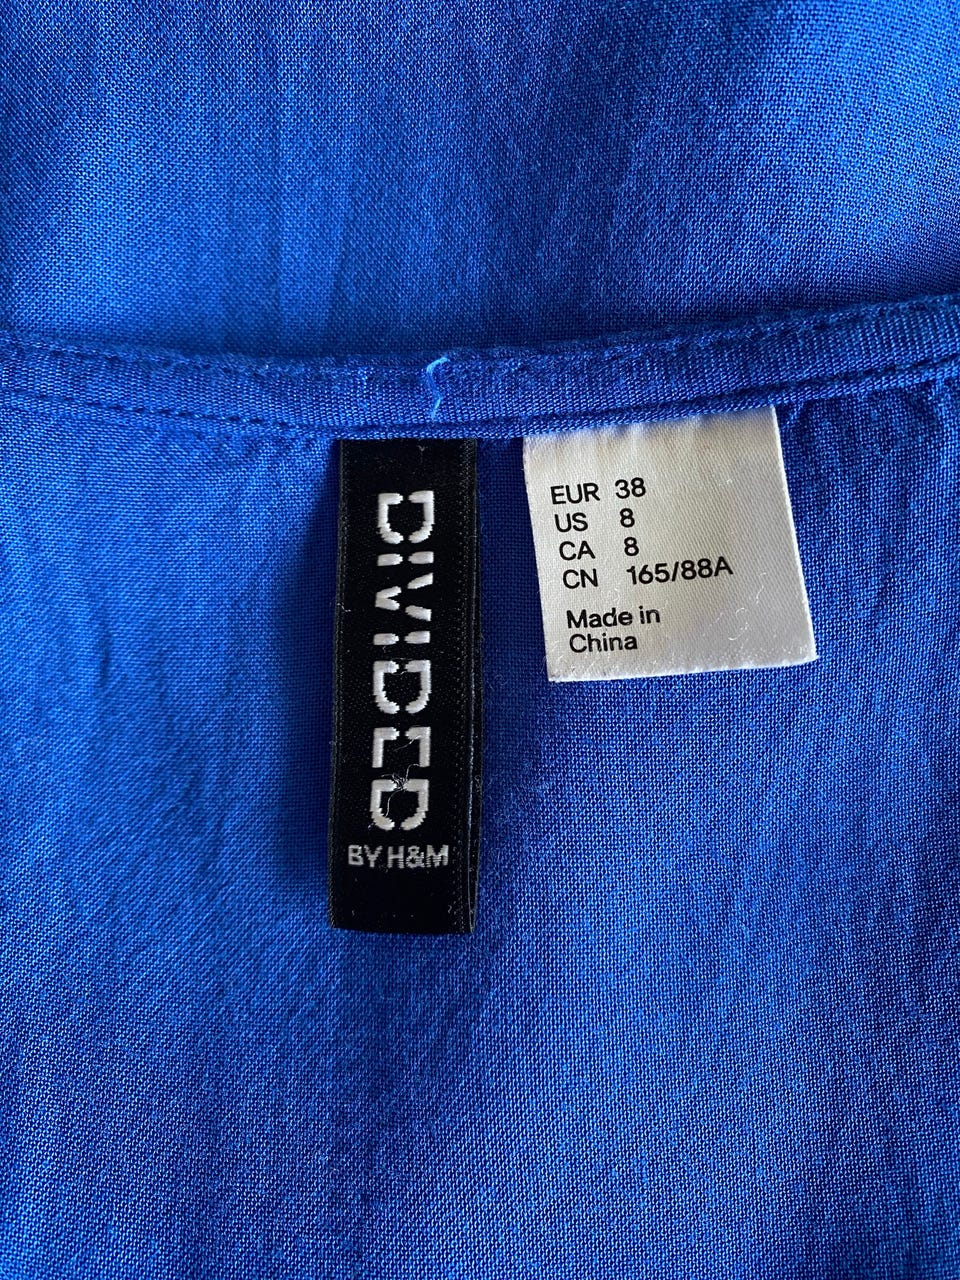 DIVIDED
BY H&M
EUR 38
US 8
CA 8
CN 165/88A
Made in
China